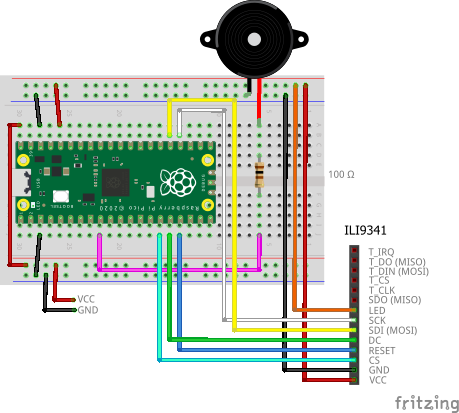 100 Ω
BOOTSEL
Raspberry Pi Pico ©2020
ILI9341
T_IRQ
T_DO (MISO)
T_DIN (MOSI)
T_CS
T_CLK
SDO (MISO)
LED
SCK
SDI (MOSI)
DC
RESET
CS
GND
VCC
VCC
GND
fritzing